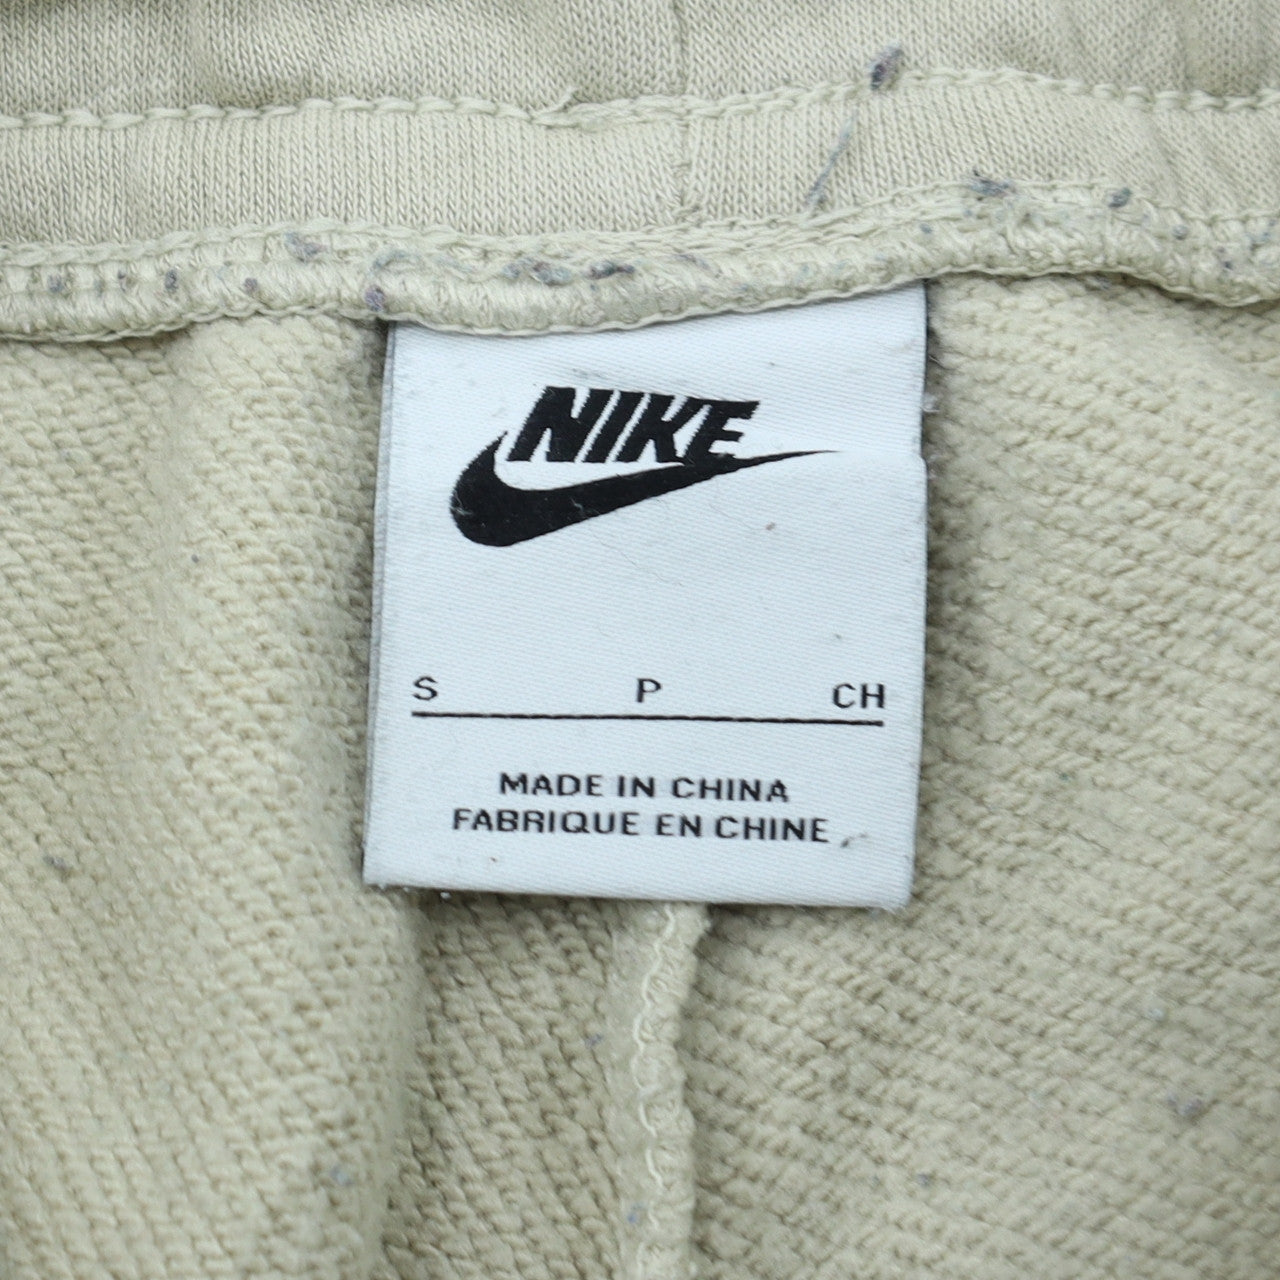 NIKE
S P CH
MADE IN CHINA
FABRIQUE EN CHINE